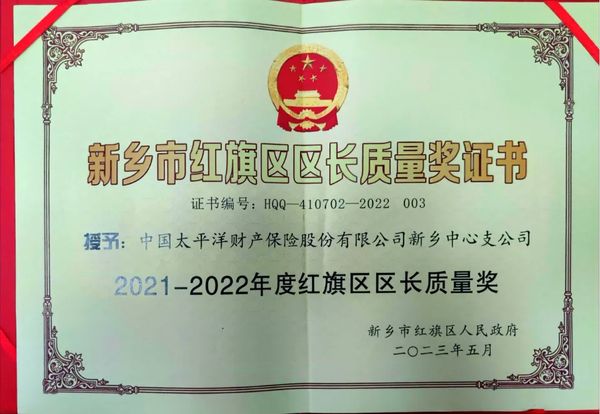 新乡市红旗区区长质量奖证书
证书编号：HQQ—410702—2022 003
授予：中国太平洋财产保险股份有限公司新乡中心支公司
2021-2022年度红旗区区长质量奖
新乡市红旗区人民政府
二〇二三年五月